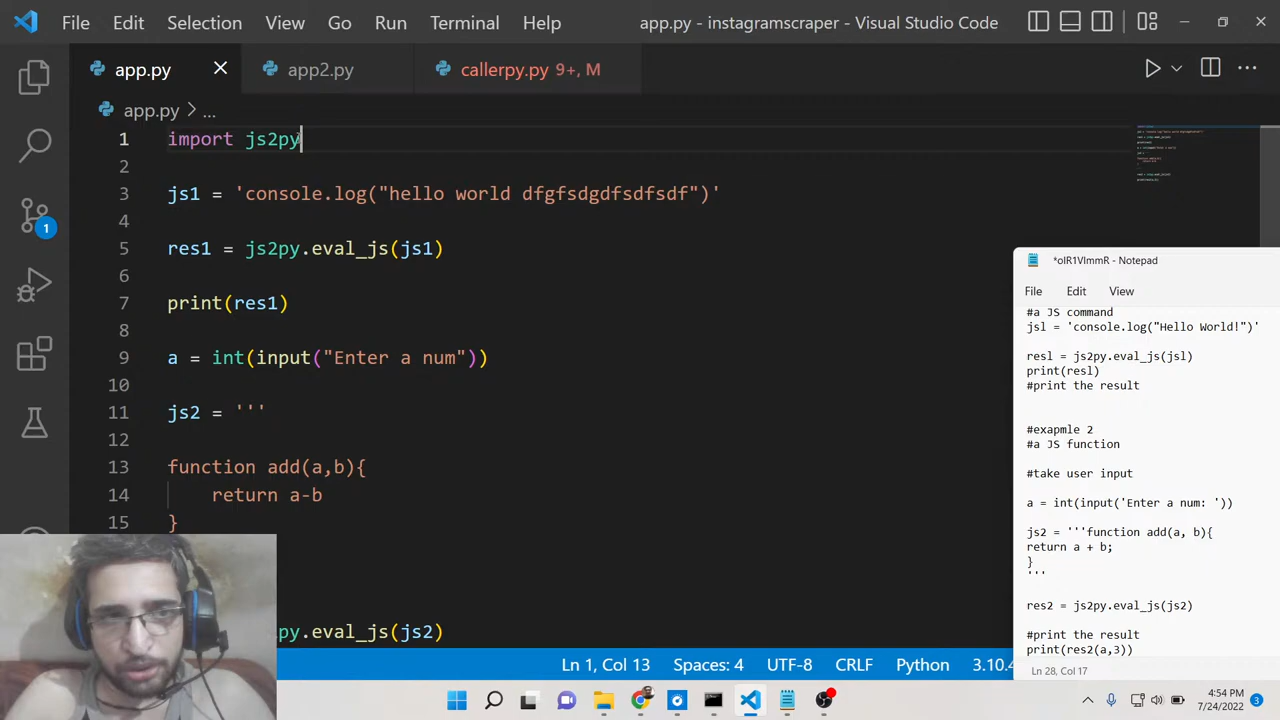 File Edit Selection View Go Run Terminal Help app.py - instagramscraper - Visual Studio Code
app.py app2.py callerpy.py 9+, M
app.py > ...
1 import js2py
2
3 js1 = 'console.log("hello world dfgfsdgdfsdfsdf")'
4
5 res1 = js2py.eval_js(js1)
6
7 print(res1)
8
9 a = int(input("Enter a num"))
10
11 js2 = '''
12
13 function add(a,b){
14 return a-b
15 }
py.eval_js(js2)
1
*oIR1VImmR - Notepad
File Edit View
#a JS command
jsl = 'console.log("Hello World!")'
resl = js2py.eval_js(jsl)
print(resl)
#print the result
#exapmle 2
#a JS function
#take user input
a = int(input('Enter a num: '))
js2 = '''function add(a, b){
return a + b;
}
'''
res2 = js2py.eval_js(js2)
#print the result
print(res2(a,3))
Ln 28, Col 17
Ln 1, Col 13 Spaces: 4 UTF-8 CRLF Python 3.10.4
4:54 PM
7/24/2022
3